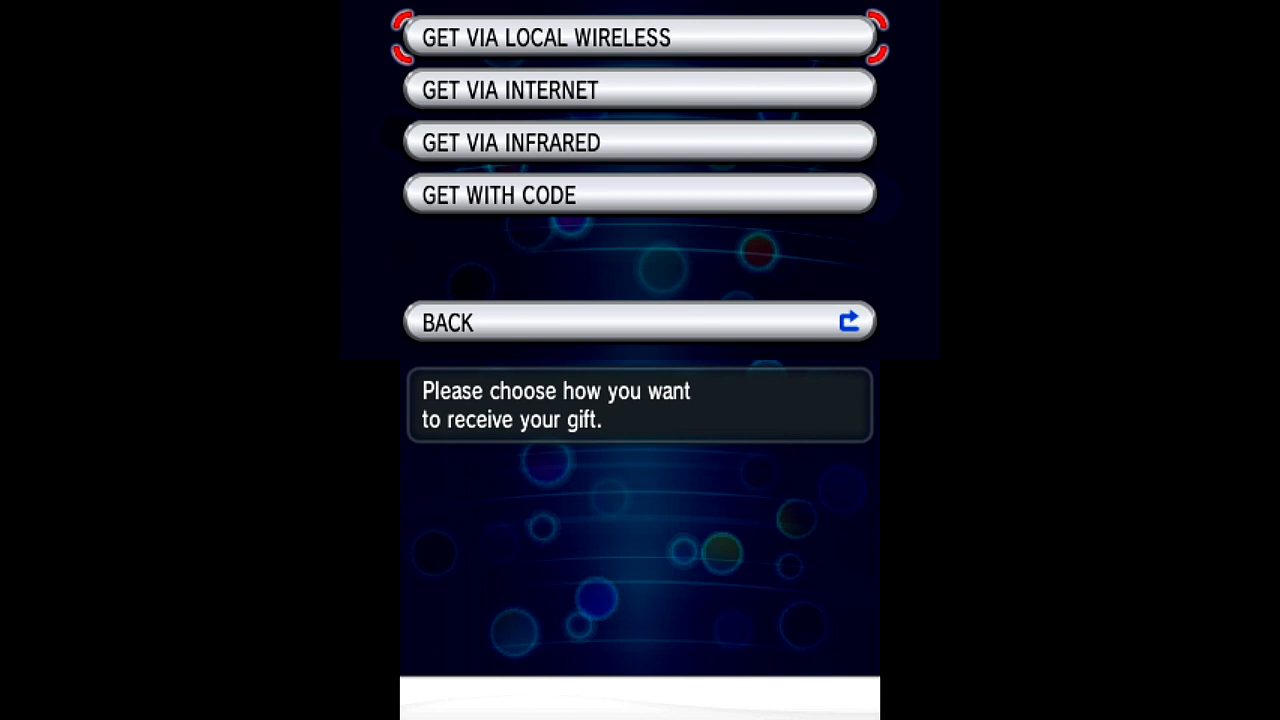 GET VIA LOCAL WIRELESS
GET VIA INTERNET
GET VIA INFRARED
GET WITH CODE
BACK
Please choose how you want
to receive your gift.